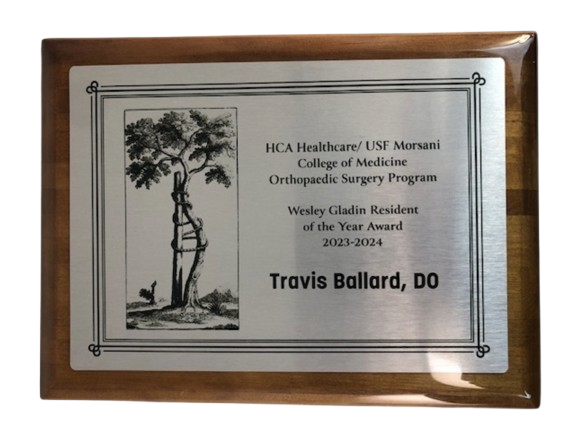 HCA Healthcare/ USF Morsani
College of Medicine
Orthopaedic Surgery Program
Wesley Gladin Resident
of the Year Award
2023-2024
Travis Ballard, DO